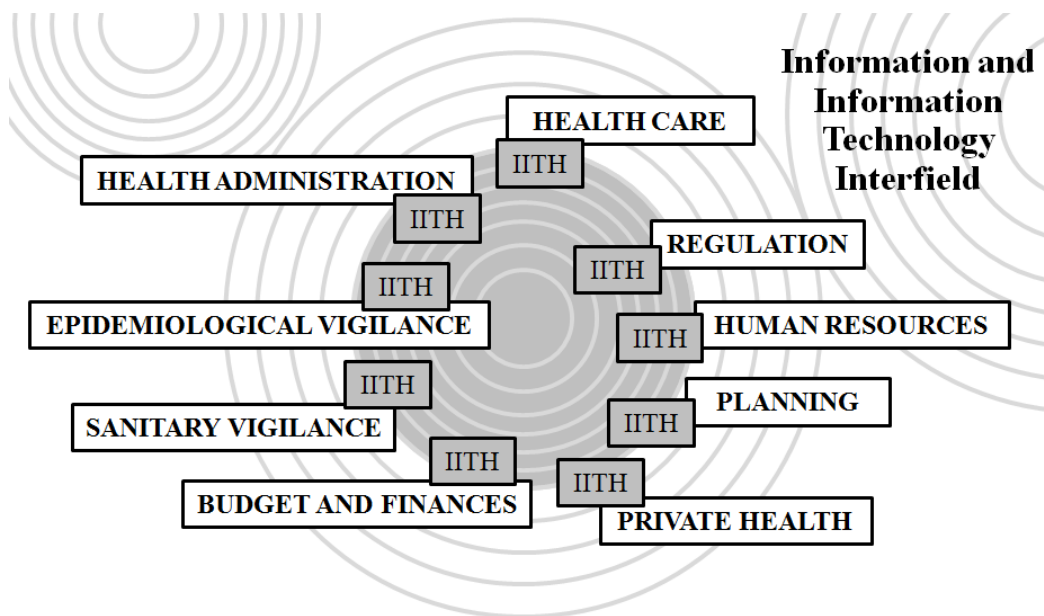 Information and
Information
Technology
Interfield
HEALTH CARE
IITH
HEALTH ADMINISTRATION
IITH
REGULATION
IITH
EPIDEMIOLOGICAL VIGILANCE
IITH
HUMAN RESOURCES
IITH
SANITARY VIGILANCE
IITH
PLANNING
IITH
BUDGET AND FINANCES
IITH
PRIVATE HEALTH
IITH